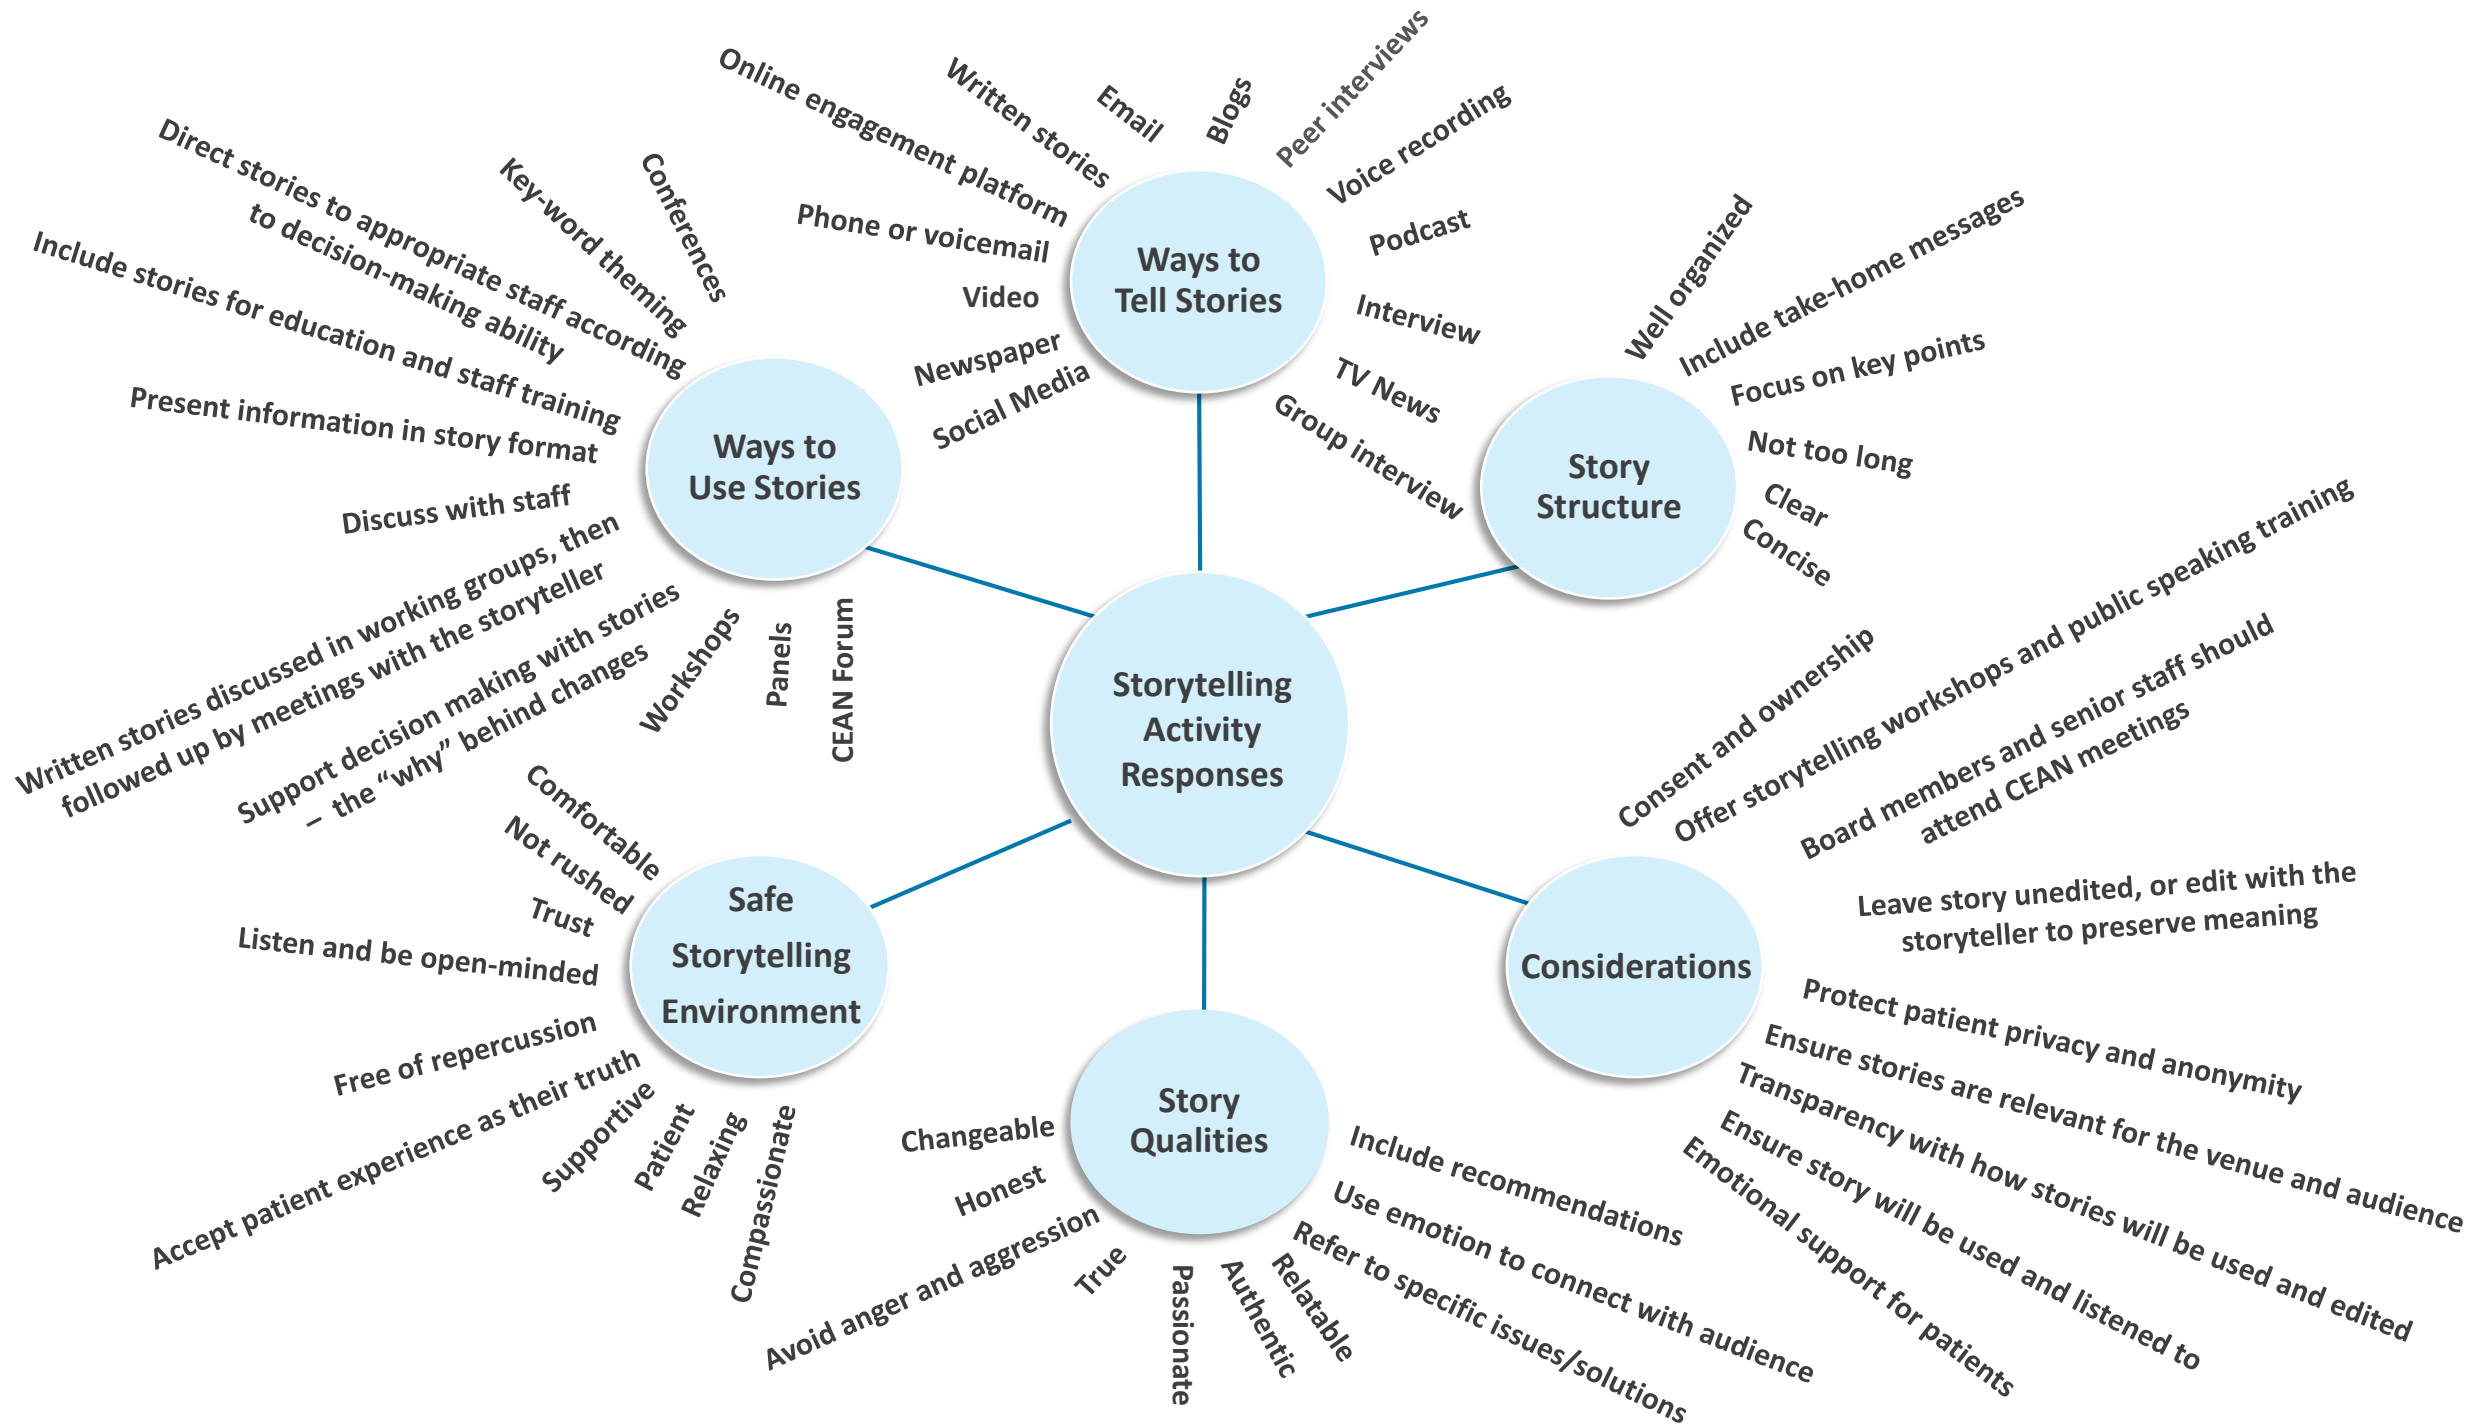 Storytelling
Activity
Responses
Ways to
Tell Stories
Social Media
Newspaper
Video
Phone or voicemail
Online engagement platform
Written stories
Email
Blogs
Peer interviews
Voice recording
Podcast
Interview
TV News
Group interview
Story
Structure
Well organized
Include take-home messages
Focus on key points
Not too long
Clear
Concise
Considerations
Consent and ownership
Offer storytelling workshops and public speaking training
Board members and senior staff should
attend CEAN meetings
Leave story unedited, or edit with the
storyteller to preserve meaning
Protect patient privacy and anonymity
Ensure stories are relevant for the venue and audience
Transparency with how stories will be used and edited
Ensure story will be used and listened to
Emotional support for patients
Story
Qualities
Include recommendations
Use emotion to connect with audience
Refer to specific issues/solutions
Relatable
Authentic
Passionate
True
Avoid anger and aggression
Honest
Changeable
Safe
Storytelling
Environment
Comfortable
Not rushed
Trust
Listen and be open-minded
Free of repercussion
Accept patient experience as their truth
Supportive
Patient
Relaxing
Compassionate
Ways to
Use Stories
Conferences
Key-word theming
Direct stories to appropriate staff according
to decision-making ability
Include stories for education and staff training
Present information in story format
Discuss with staff
Written stories discussed in working groups, then
followed up by meetings with the storyteller
Support decision making with stories
– the “why” behind changes
Workshops
Panels
CEAN Forum